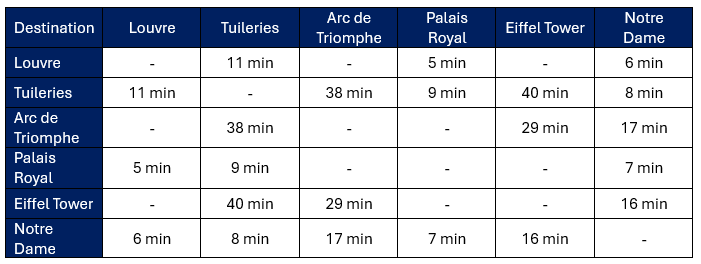 Destination Louvre Tuileries Arc de Triomphe Palais Royal Eiffel Tower Notre Dame
Louvre - 11 min - 5 min - 6 min
Tuileries 11 min - 38 min 9 min 40 min 8 min
Arc de Triomphe - 38 min - - 29 min 17 min
Palais Royal 5 min 9 min - - - 7 min
Eiffel Tower - 40 min 29 min - - 16 min
Notre Dame 6 min 8 min 17 min 7 min 16 min -